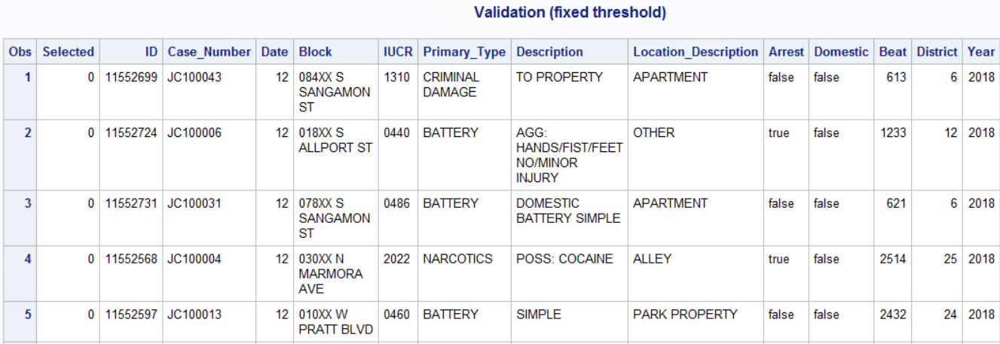 Validation (fixed threshold)
Obs Selected ID Case_Number Date Block IUCR Primary_Type Description Location_Description Arrest Domestic Beat District Year
1 0 11552699 JC100043 12 084XX S 1310 CRIMINAL TO PROPERTY APARTMENT false false 613 6 2018
SANGAMON DAMAGE
ST
2 0 11552724 JC100006 12 018XX S 0440 BATTERY AGG: OTHER true false 1233 12 2018
ALLPORT ST HANDS/FIST/FEET
NO/MINOR
INJURY
3 0 11552731 JC100031 12 078XX S 0486 BATTERY DOMESTIC APARTMENT false false 621 6 2018
SANGAMON BATTERY SIMPLE
ST
4 0 11552568 JC100004 12 030XX N 2022 NARCOTICS POSS: COCAINE ALLEY true false 2514 25 2018
MARMORA
AVE
5 0 11552597 JC100013 12 010XX W 0460 BATTERY SIMPLE PARK PROPERTY false false 2432 24 2018
PRATT BLVD